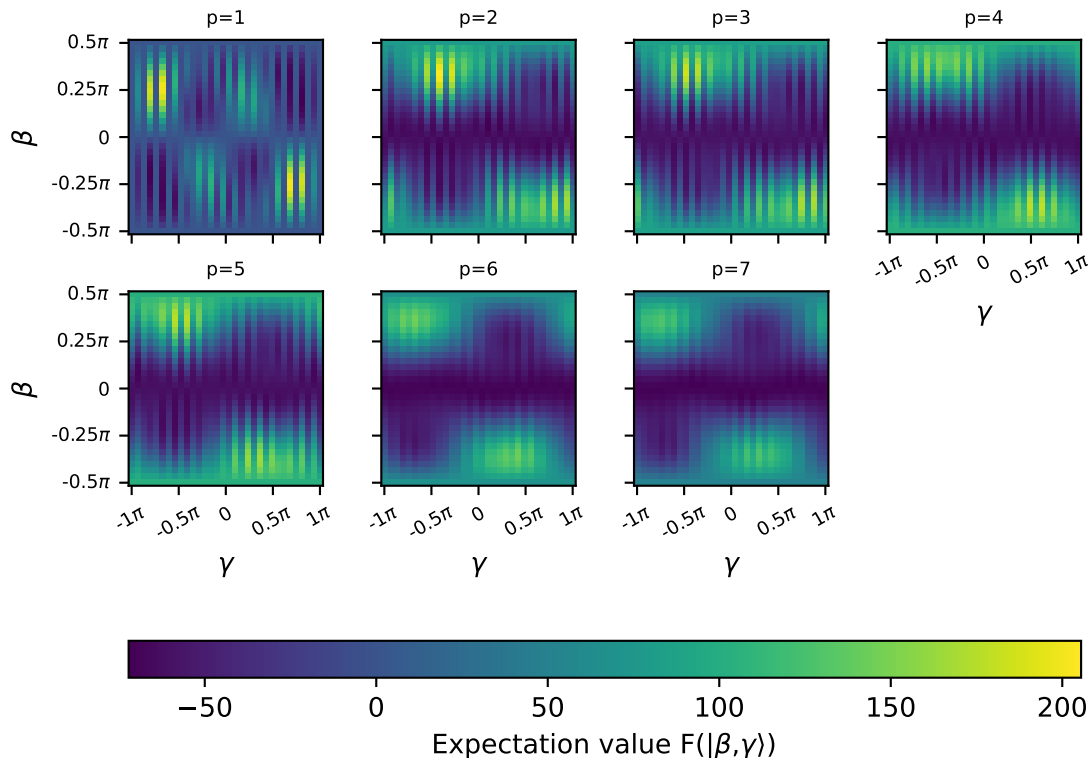 p=1 p=2 p=3 p=4
0.5π
0.25π
0
-0.25π
-0.5π
β
-1π -0.5π 0 0.5π 1π
γ
p=5 p=6 p=7
0.5π
0.25π
0
-0.25π
-0.5π
β
-1π -0.5π 0 0.5π 1π -1π -0.5π 0 0.5π 1π -1π -0.5π 0 0.5π 1π
γ γ γ
−50 0 50 100 150 200
Expectation value F(|β,γ⟩)